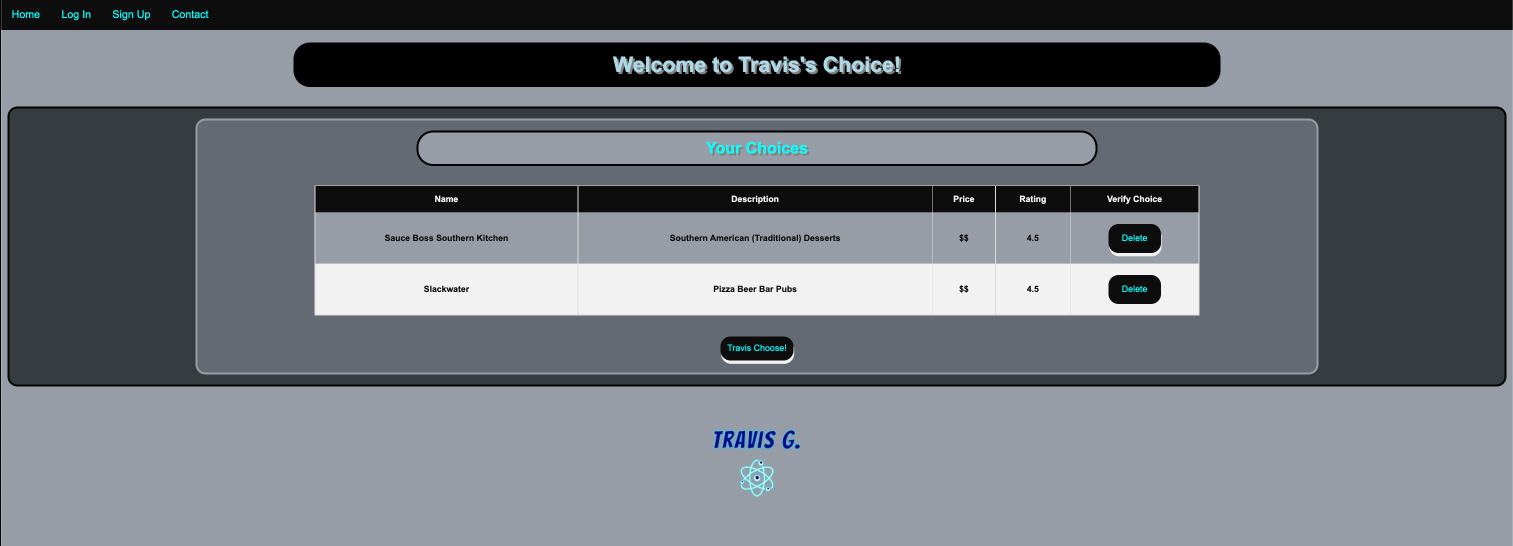 Home Log In Sign Up Contact
Welcome to Travis's Choice!
Your Choices
Name Description Price Rating Verify Choice
Sauce Boss Southern Kitchen Southern American (Traditional) Desserts $$ 4.5 Delete
Slackwater Pizza Beer Bar Pubs $$ 4.5 Delete
Travis Choose!
TRAVIS G.